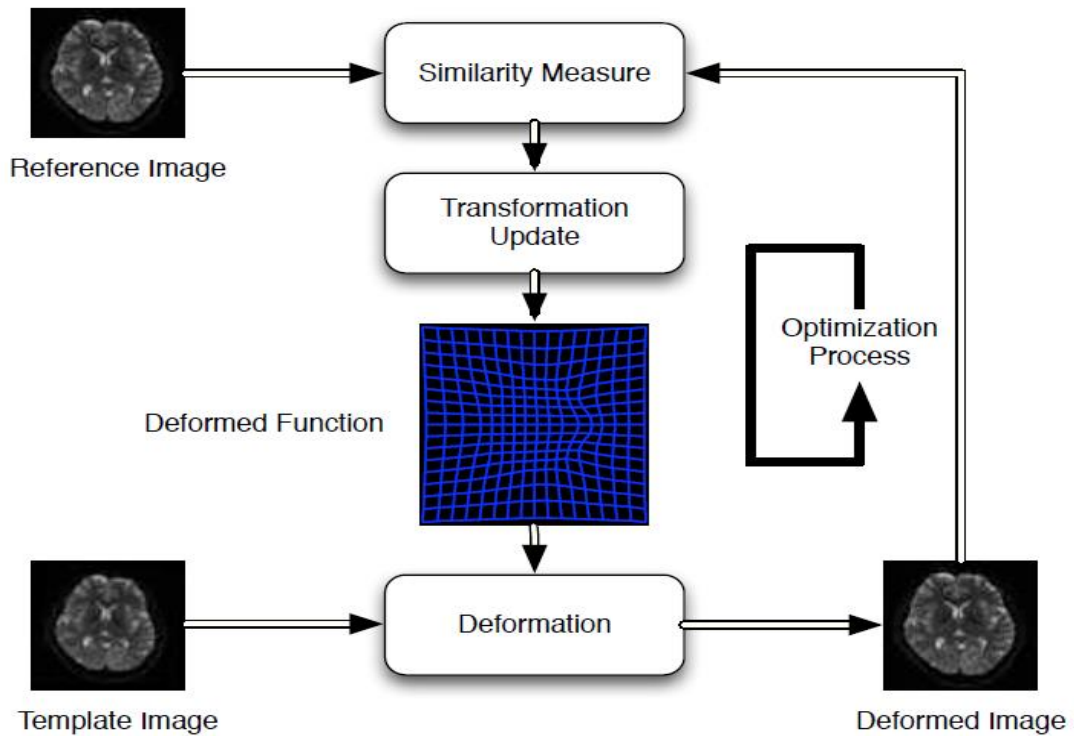 Similarity Measure
Reference Image
Transformation
Update
Optimization
Process
Deformed Function
Deformation
Template Image
Deformed Image